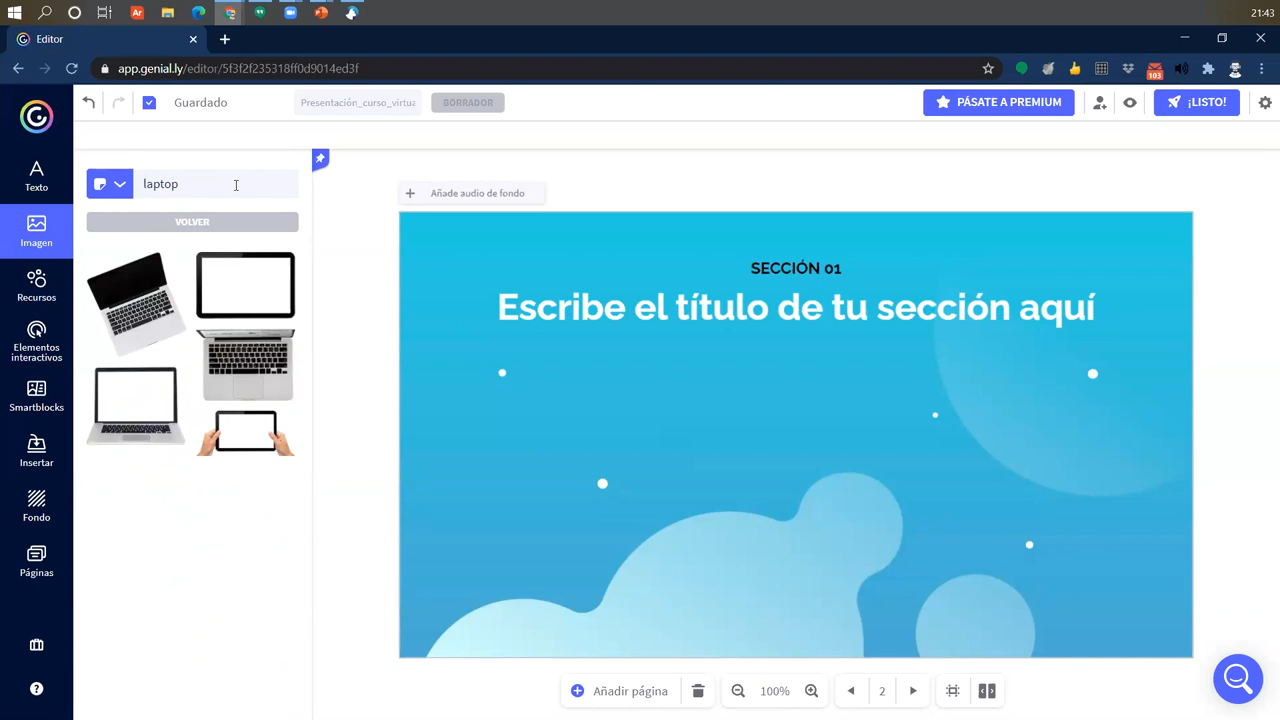 21:43
Editor
app.genial.ly/editor/5f3f2f235318ff0d9014ed3f
103
Guardado
Presentación_curso_virtua
BORRADOR
PÁSATE A PREMIUM
¡LISTO!
Texto
Imagen
Recursos
Elementos
interactivos
Smartblocks
Insertar
Fondo
Páginas
laptop
VOLVER
Añade audio de fondo
SECCIÓN 01
Escribe el título de tu sección aquí
Añadir página
100%
2